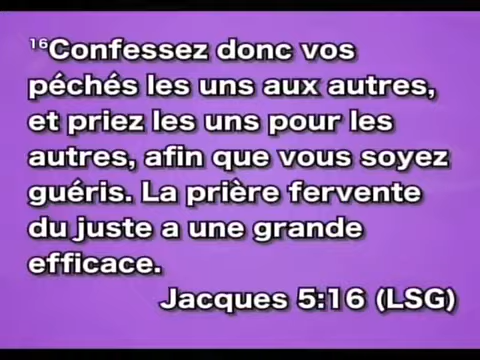 16Confessez donc vos
péchés les uns aux autres,
et priez les uns pour les
autres, afin que vous soyez
guéris. La prière fervente
du juste a une grande
efficace.
Jacques 5:16 (LSG)